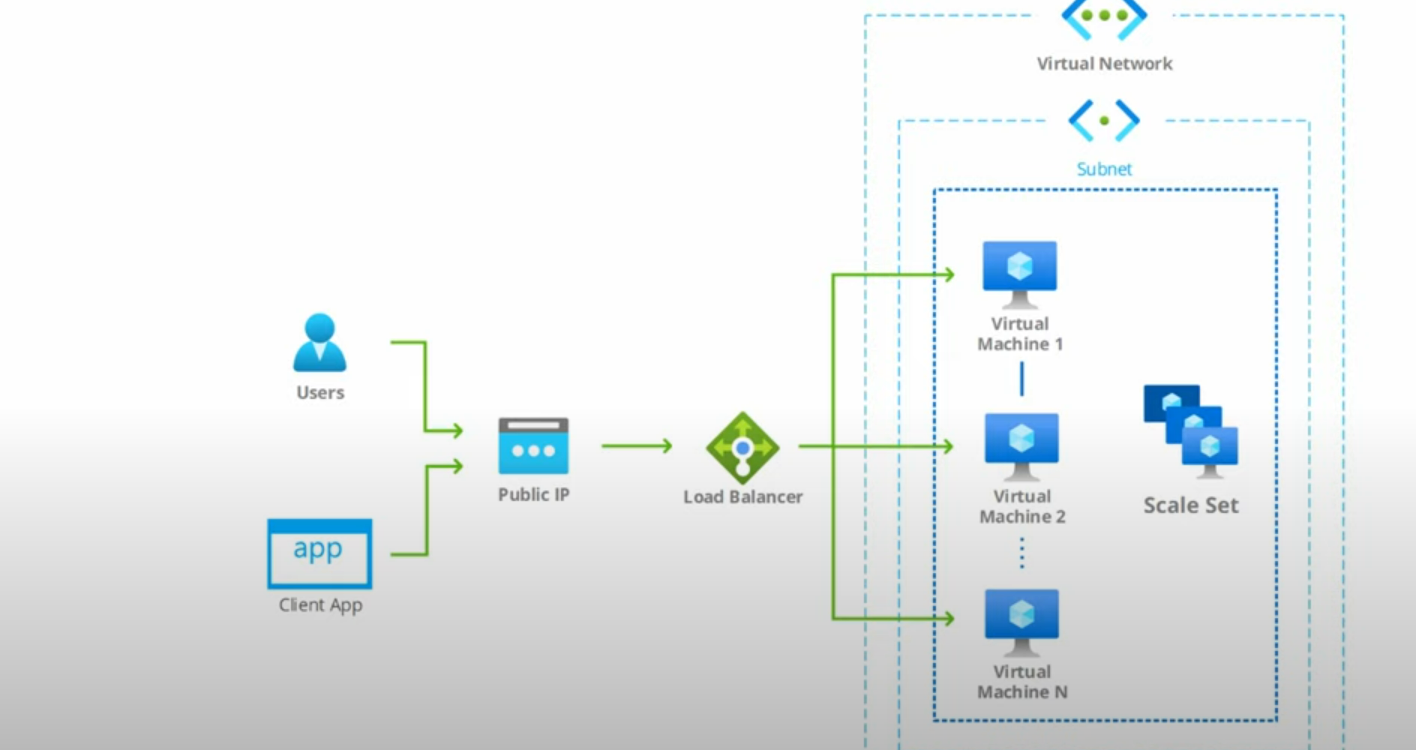 Virtual Network
Subnet
Virtual
Machine 1
Users
Public IP
Load Balancer
Virtual
Machine 2
Scale Set
app
Client App
Virtual
Machine N